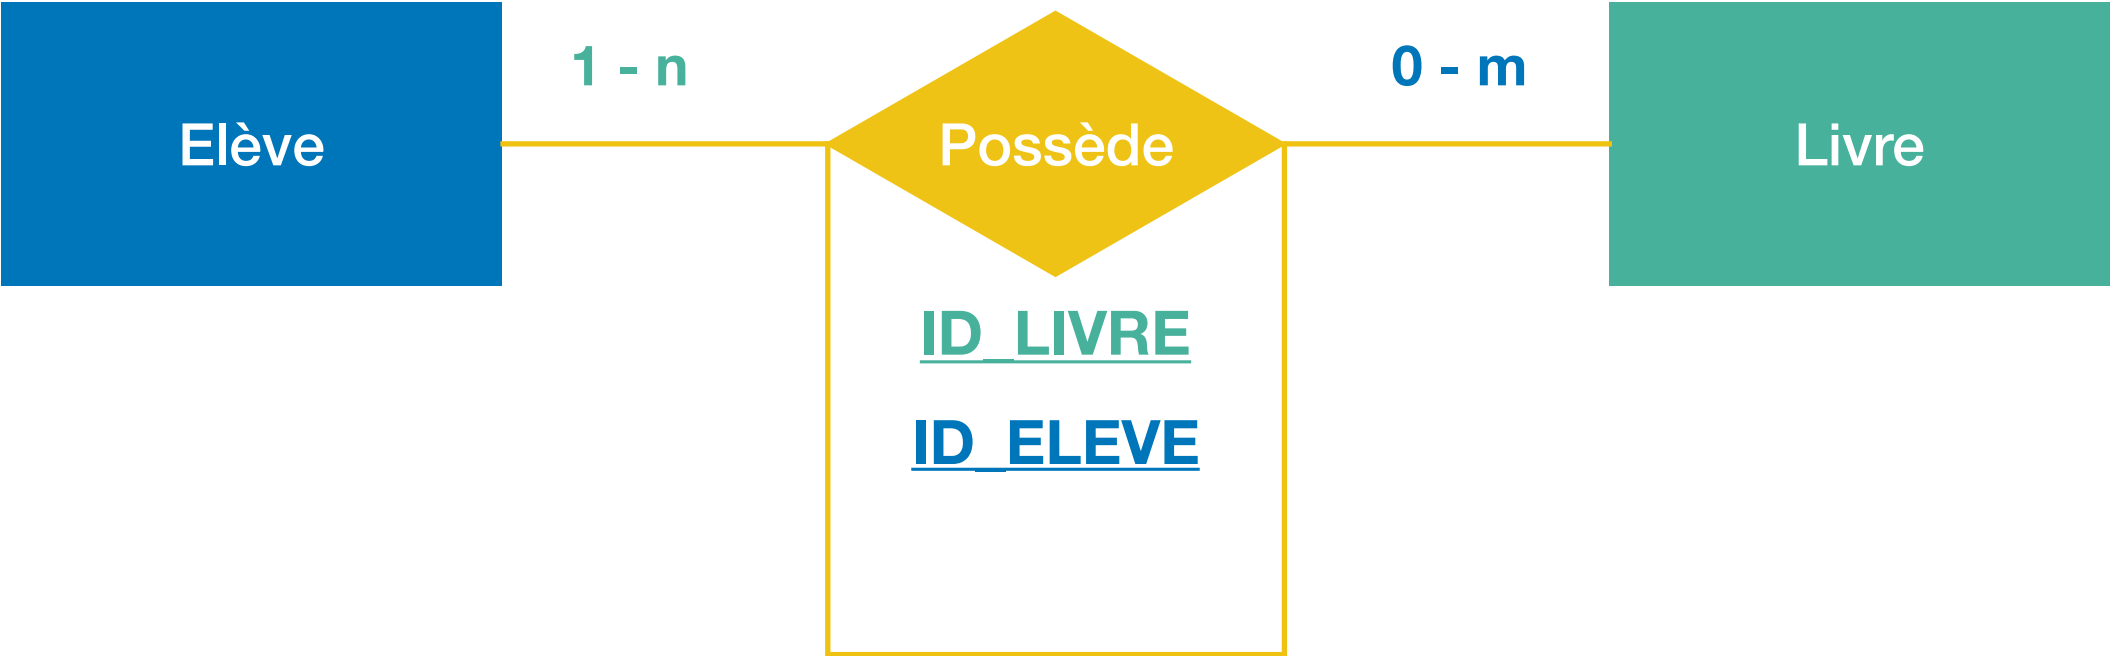 1 - n
0 - m
Elève
Possède
Livre
ID_LIVRE
ID_ELEVE